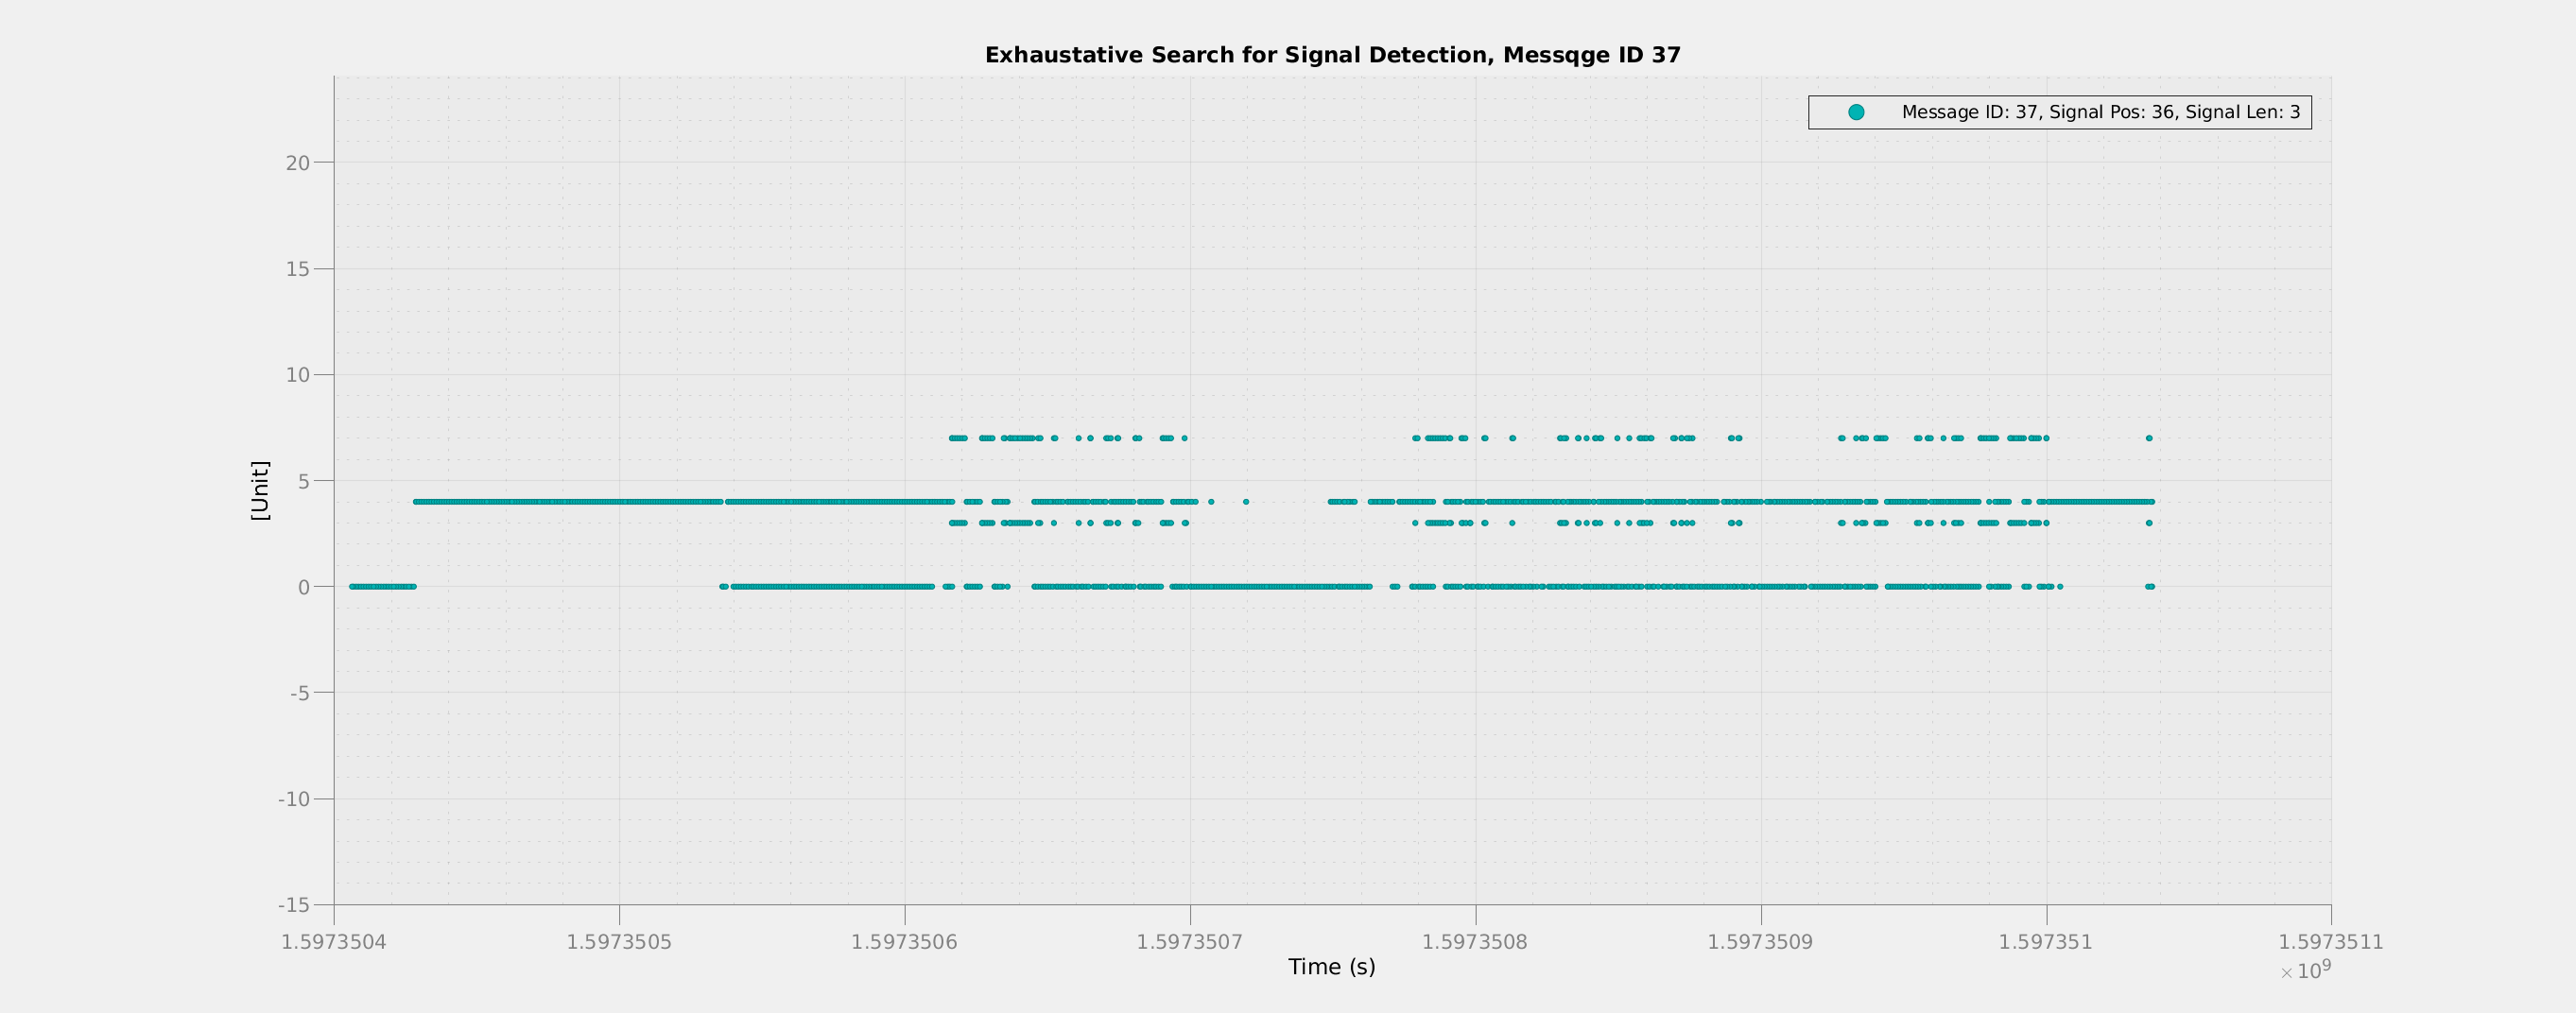 Exhaustative Search for Signal Detection, Messqge ID 37
Message ID: 37, Signal Pos: 36, Signal Len: 3
20
15
10
5
0
-5
-10
-15
[Unit]
1.5973504 1.5973505 1.5973506 1.5973507 1.5973508 1.5973509 1.597351 1.5973511
Time (s)
× 10⁹